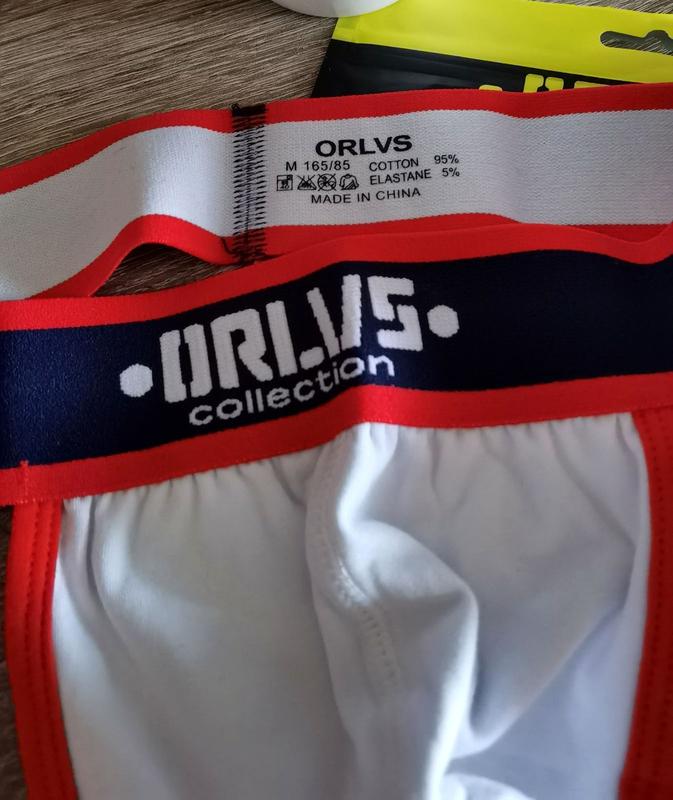 ORLVS
M 165/85 COTTON 95%
ELASTANE 5%
MADE IN CHINA
•ORLVS•
collection